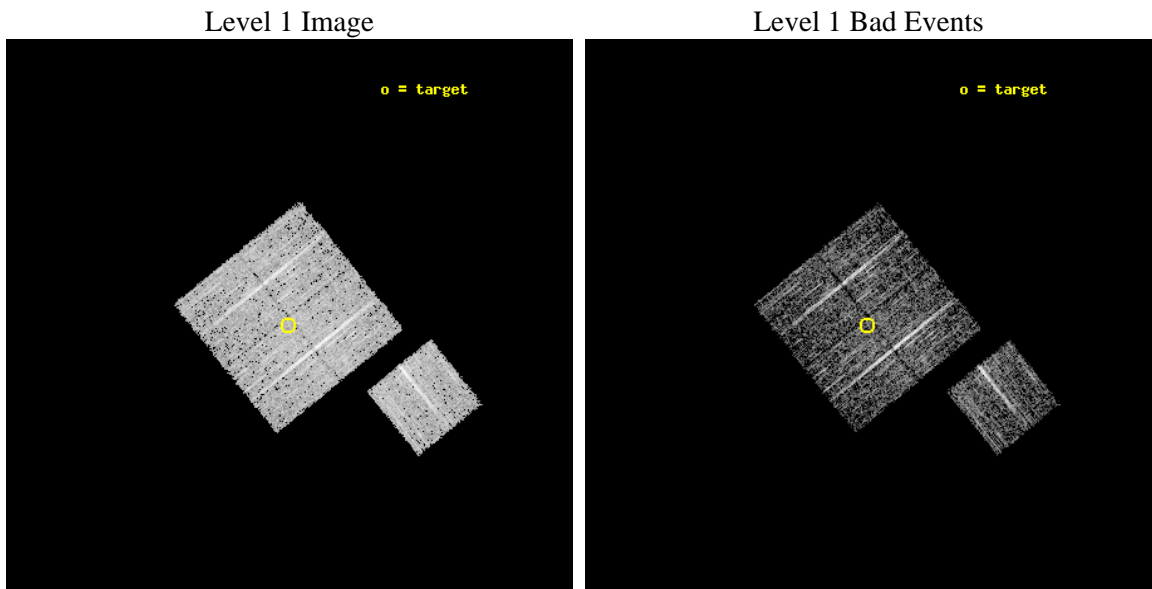 Level 1 Image
Level 1 Bad Events
o = target
o = target